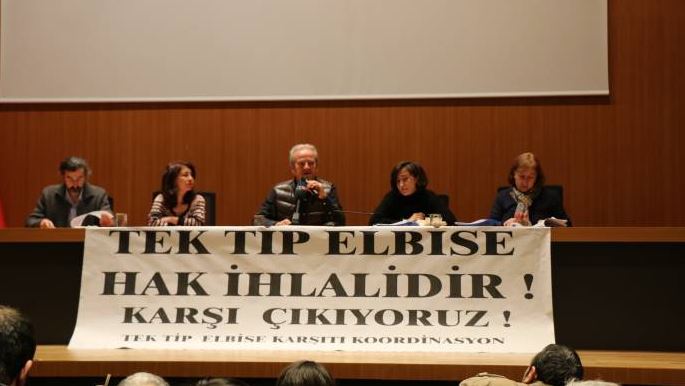 TEK TİP ELBİSE
HAK İHLALİDİR !
KARŞI ÇIKIYORUZ !
TEK TİP ELBİSE KARŞITI KOORDİNASYON